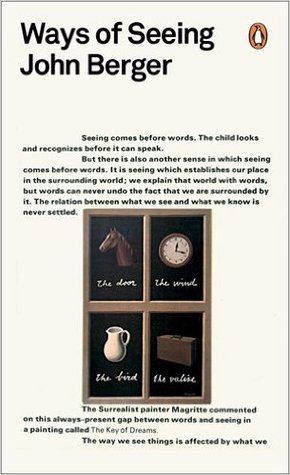 Ways of Seeing
John Berger
Seeing comes before words. The child looks
and recognizes before it can speak.
But there is also another sense in which seeing
comes before words. It is seeing which establishes our place
in the surrounding world; we explain that world with words,
but words can never undo the fact that we are surrounded by
it. The relation between what we see and what we know is
never settled.
the door
the wind
the bird
the valise
The Surrealist painter Magritte commented
on this always-present gap between words and seeing in
a painting called The Key of Dreams.
The way we see things is affected by what we